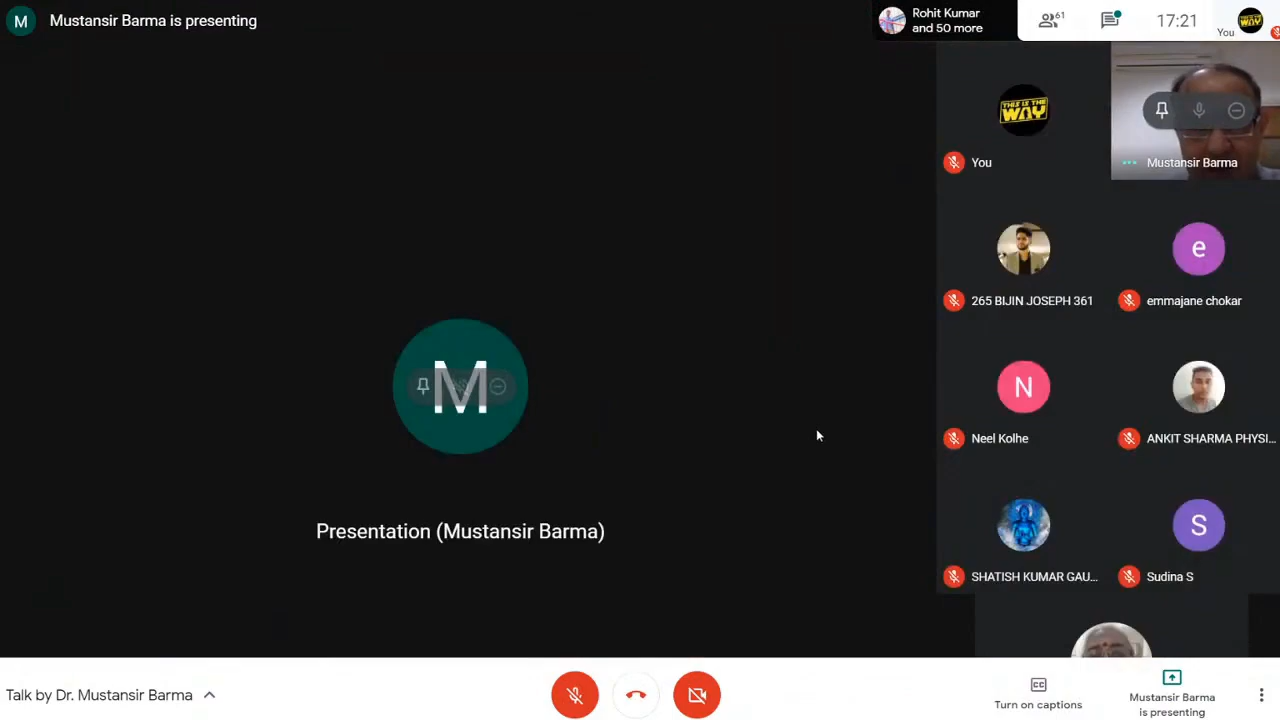 M
Mustansir Barma is presenting
Rohit Kumar
and 50 more
61
17:21
You
THIS IS THE
WAY
You
Mustansir Barma
265 BIJIN JOSEPH 361
e
emmajane chokar
N
Neel Kolhe
ANKIT SHARMA PHYSI...
SHATISH KUMAR GAU...
S
Sudina S
M
Presentation (Mustansir Barma)
Talk by Dr. Mustansir Barma
CC
Turn on captions
Mustansir Barma
is presenting